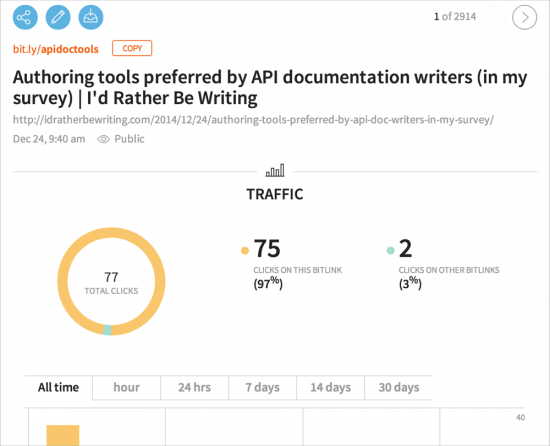 1 of 2914
bit.ly/apidoctools COPY
Authoring tools preferred by API documentation writers (in my
survey) | I'd Rather Be Writing
http://idratherbewriting.com/2014/12/24/authoring-tools-preferred-by-api-doc-writers-in-my-survey/
Dec 24, 9:40 am Public
TRAFFIC
77
TOTAL CLICKS
75
CLICKS ON THIS BITLINK
(97%)
2
CLICKS ON OTHER BITLINKS
(3%)
All time hour 24 hrs 7 days 14 days 30 days
40